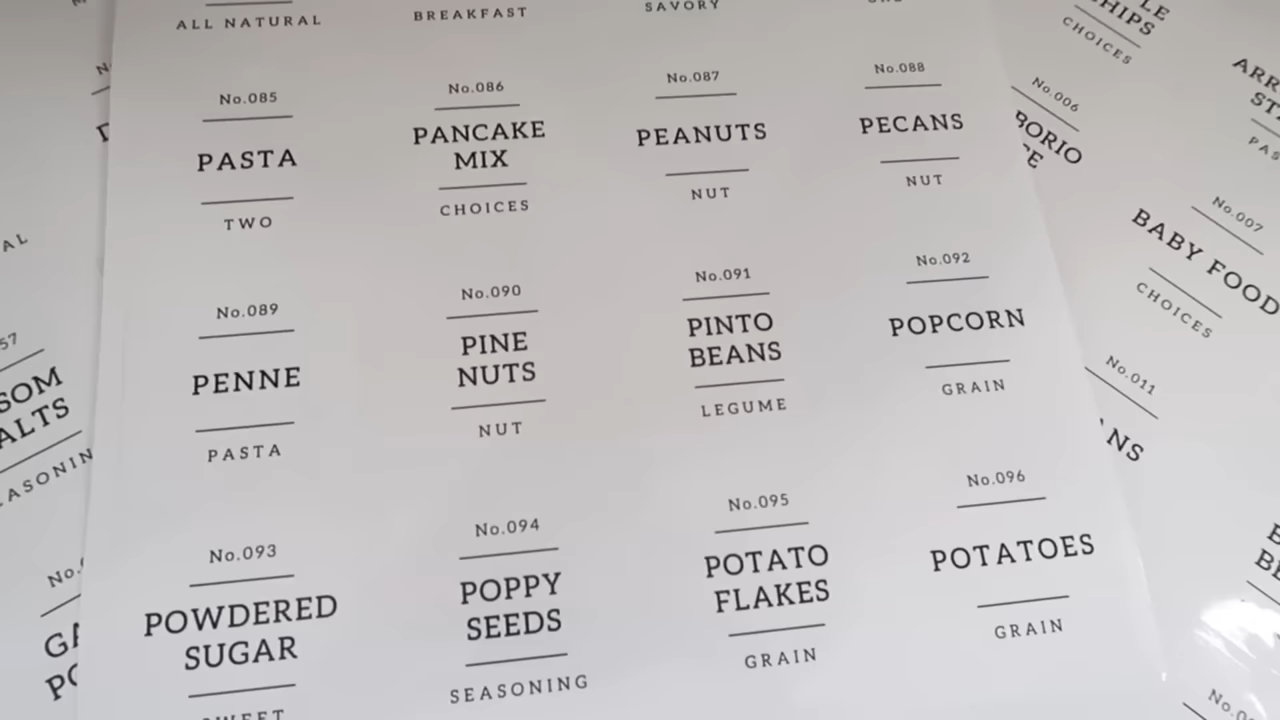 ALL NATURAL
BREAKFAST
SAVORY
No.085
PASTA
TWO
No.086
PANCAKE
MIX
CHOICES
No.087
PEANUTS
NUT
No.088
PECANS
NUT
No.089
PENNE
PASTA
No.090
PINE
NUTS
NUT
No.091
PINTO
BEANS
LEGUME
No.092
POPCORN
GRAIN
No.093
POWDERED
SUGAR
SWEET
No.094
POPPY
SEEDS
SEASONING
No.095
POTATO
FLAKES
GRAIN
No.096
POTATOES
GRAIN
CHOICES
No.006
No.007
BABY FOOD
CHOICES
No.011